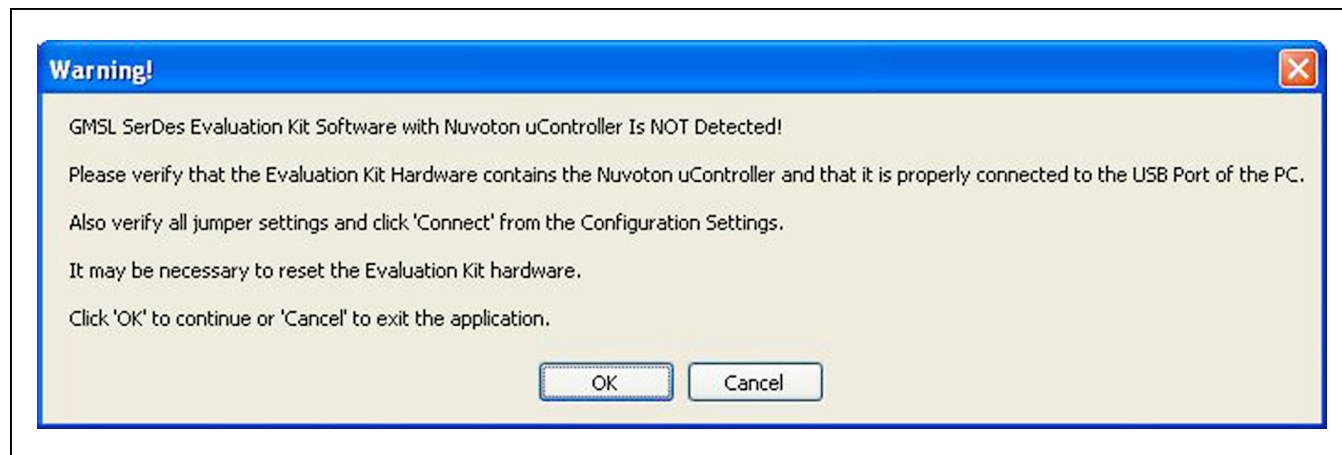 Warning!
GMSL SerDes Evaluation Kit Software with Nuvoton uController Is NOT Detected!
Please verify that the Evaluation Kit Hardware contains the Nuvoton uController and that it is properly connected to the USB Port of the PC.
Also verify all jumper settings and click 'Connect' from the Configuration Settings.
It may be necessary to reset the Evaluation Kit hardware.
Click 'OK' to continue or 'Cancel' to exit the application.
OK
Cancel